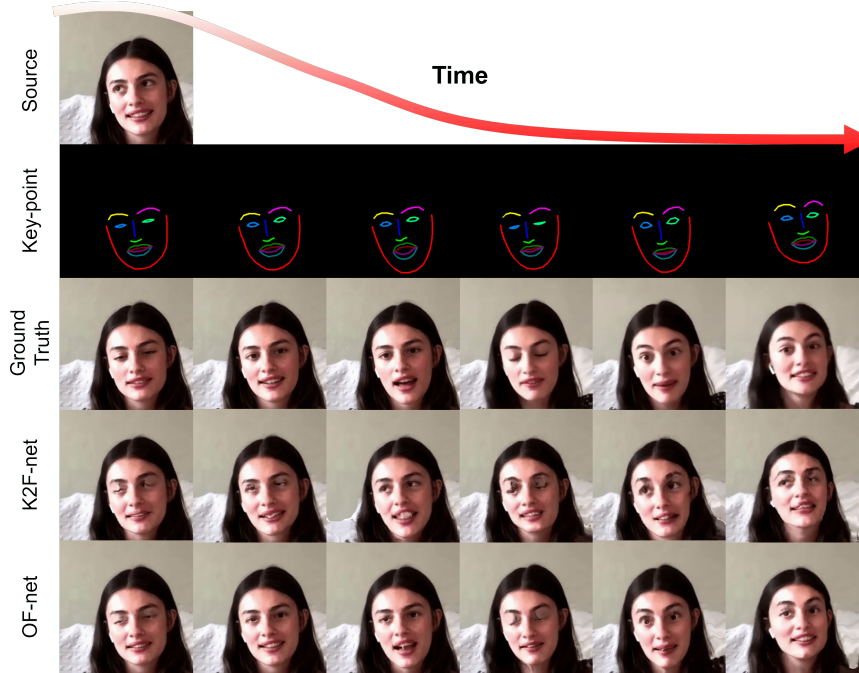 Time
Source
Key-point
Ground
Truth
K2F-net
OF-net